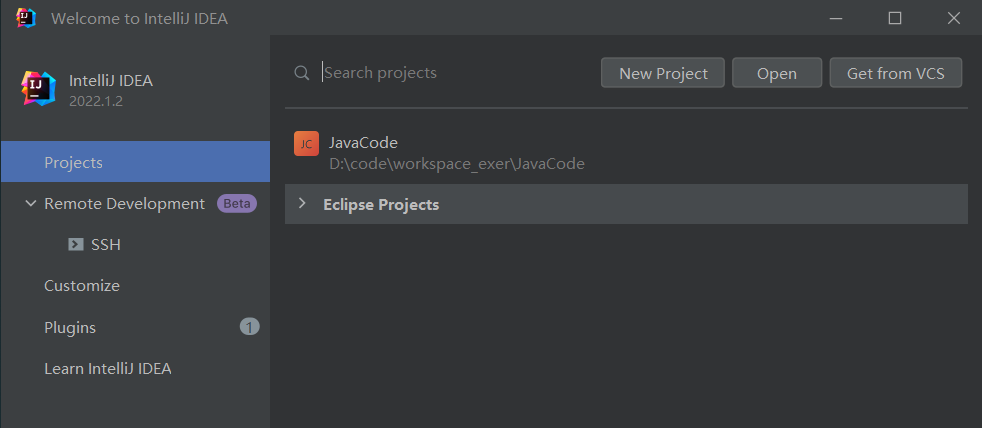 Welcome to IntelliJ IDEA
IJ
IntelliJ IDEA
2022.1.2
Projects
Remote Development Beta
SSH
Customize
Plugins 1
Learn IntelliJ IDEA
Search projects New Project Open Get from VCS
JC JavaCode
D:\code\workspace_exer\JavaCode
Eclipse Projects